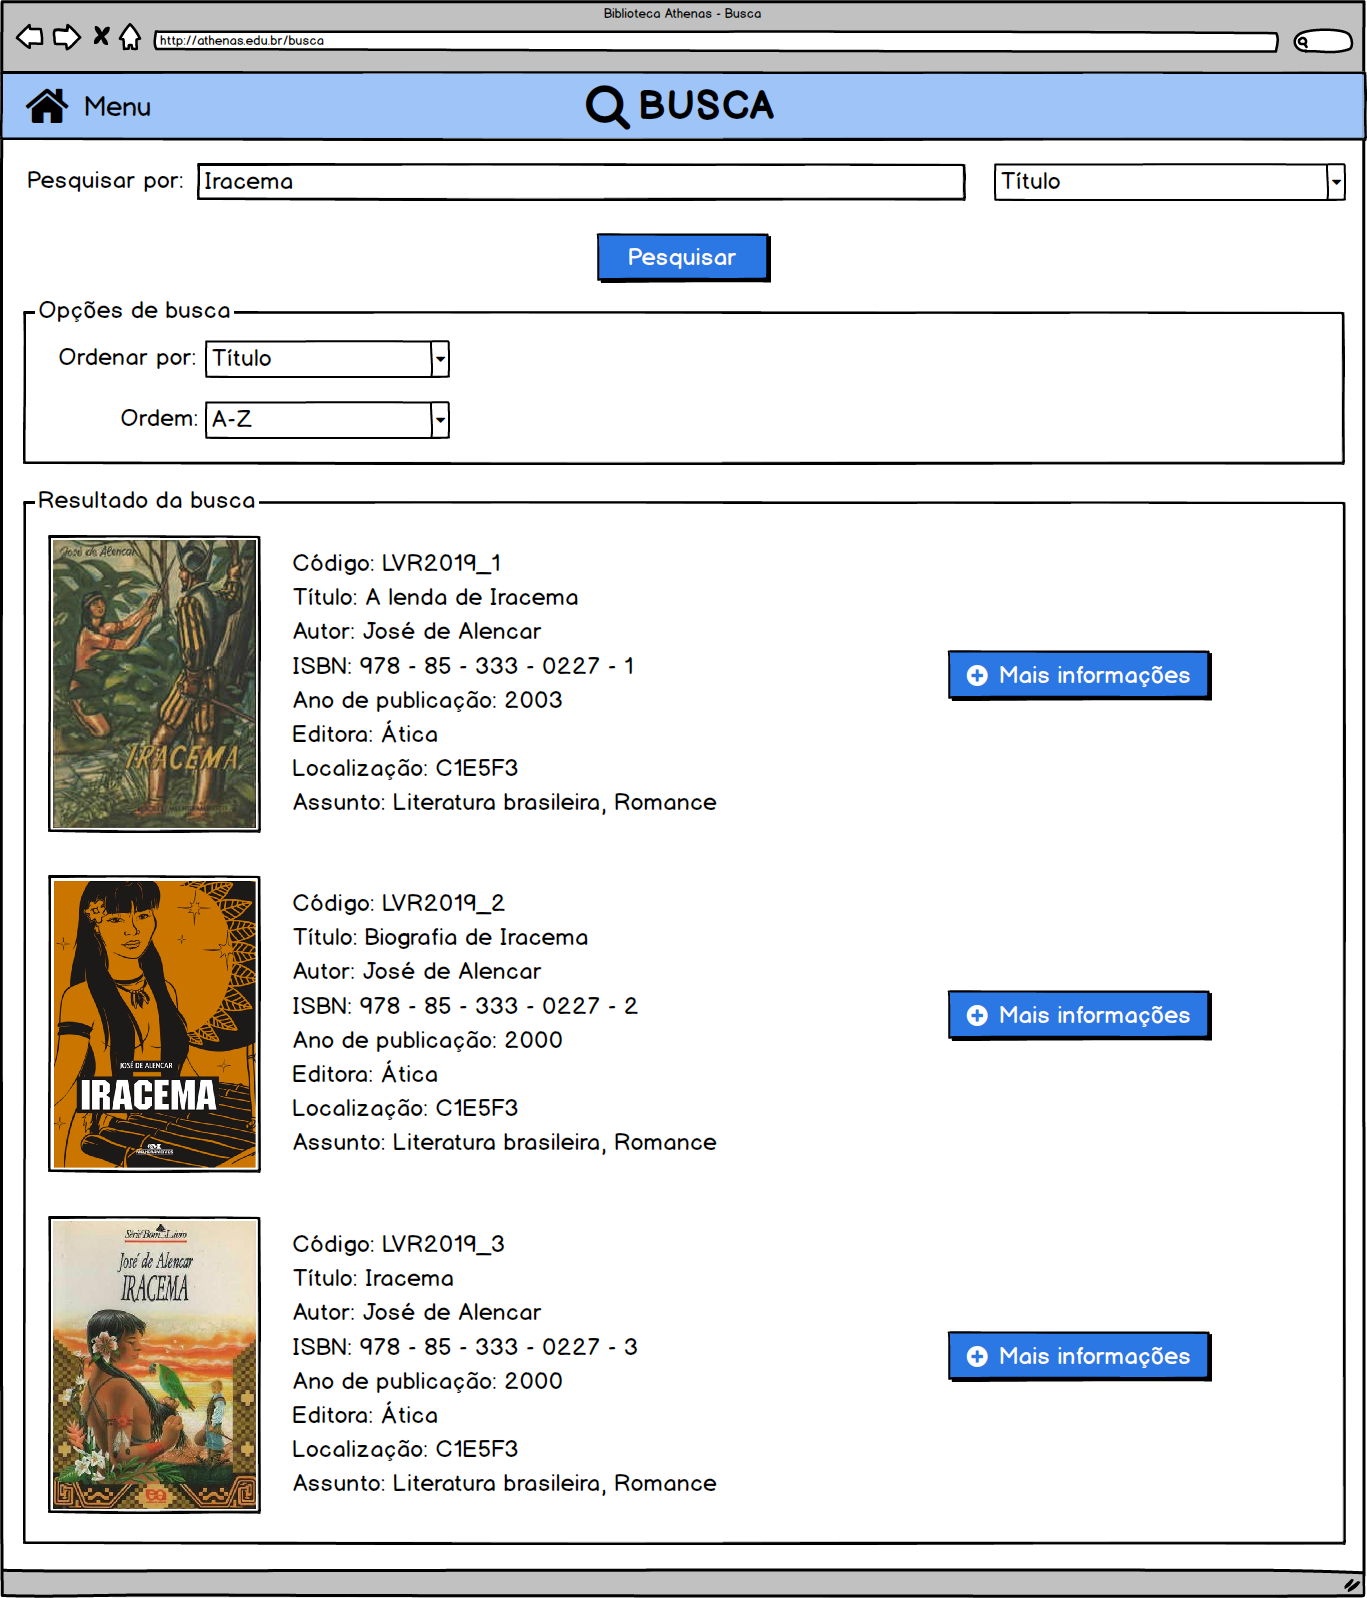 Biblioteca Athenas - Busca
http://athenas.edu.br/busca
Menu
BUSCA
Pesquisar por:
Iracema
Título
Pesquisar
Opções de busca
Ordenar por:
Título
Ordem:
A-Z
Resultado da busca
José de Alencar
IRACEMA
Código: LVR2019_1
Título: A lenda de Iracema
Autor: José de Alencar
ISBN: 978 - 85 - 333 - 0227 - 1
Ano de publicação: 2003
Editora: Ática
Localização: C1E5F3
Assunto: Literatura brasileira, Romance
Mais informações
JOSÉ DE ALENCAR
IRACEMA
Código: LVR2019_2
Título: Biografia de Iracema
Autor: José de Alencar
ISBN: 978 - 85 - 333 - 0227 - 2
Ano de publicação: 2000
Editora: Ática
Localização: C1E5F3
Assunto: Literatura brasileira, Romance
Mais informações
Série Bom Livro
José de Alencar
IRACEMA
Código: LVR2019_3
Título: Iracema
Autor: José de Alencar
ISBN: 978 - 85 - 333 - 0227 - 3
Ano de publicação: 2000
Editora: Ática
Localização: C1E5F3
Assunto: Literatura brasileira, Romance
Mais informações